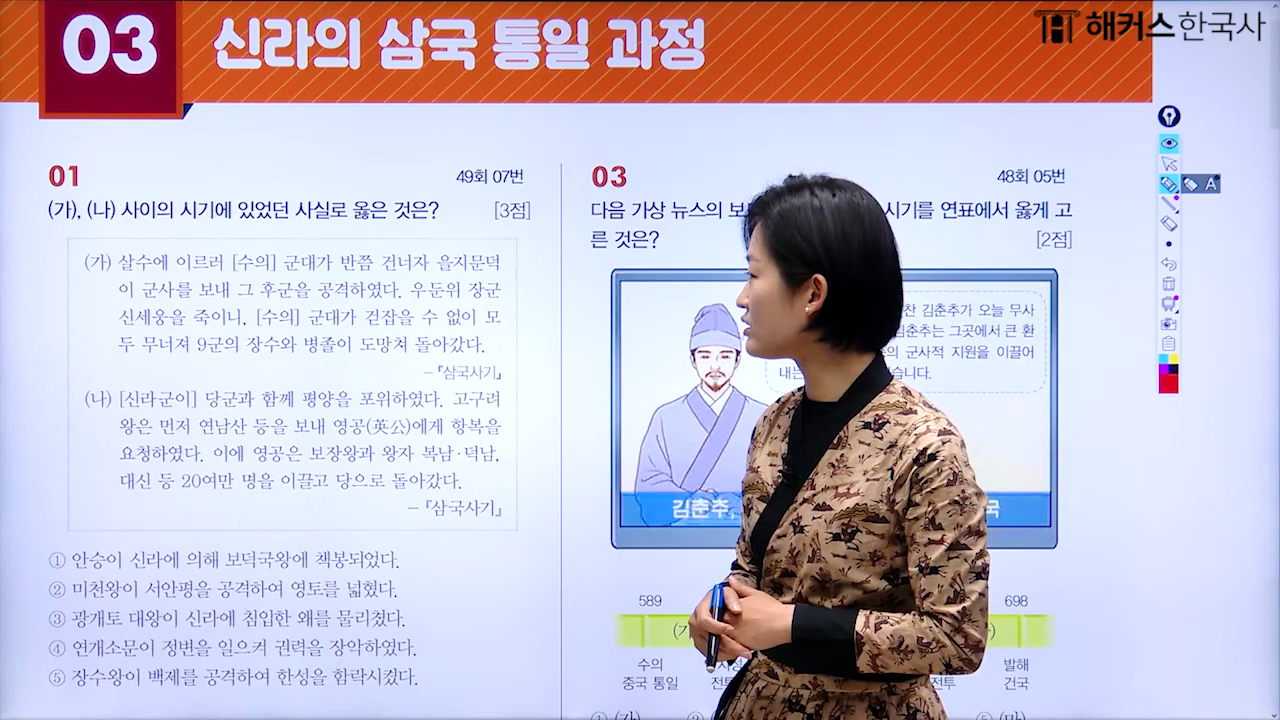 03 신라의 삼국 통일 과정
해커스한국사
01
49회 07번
(가), (나) 사이의 시기에 있었던 사실로 옳은 것은? [3점]
(가) 살수에 이르러 [수의] 군대가 반쯤 건너자 을지문덕
이 군사를 보내 그 후군을 공격하였다. 우둔위 장군
신세웅을 죽이니, [수의] 군대가 걷잡을 수 없이 모
두 무너져 9군의 장수와 병졸이 도망쳐 돌아갔다.
－『삼국사기』
(나) [신라군이] 당군과 함께 평양을 포위하였다. 고구려
왕은 먼저 연남산 등을 보내 영공(英公)에게 항복을
요청하였다. 이에 영공은 보장왕과 왕자 복남·덕남,
대신 등 20여만 명을 이끌고 당으로 돌아갔다.
－『삼국사기』
① 안승이 신라에 의해 보덕국왕에 책봉되었다.
② 미천왕이 서안평을 공격하여 영토를 넓혔다.
③ 광개토 대왕이 신라에 침입한 왜를 물리쳤다.
④ 연개소문이 정변을 일으켜 권력을 장악하였다.
⑤ 장수왕이 백제를 공격하여 한성을 함락시켰다.
03
48회 05번
다음 가상 뉴스의 시기를 연표에서 옳게 고
른 것은? [2점]
김춘추가 오늘 무사
김춘추는 그곳에서 큰 환
군사적 지원을 이끌어
내는
김춘추,
589
698
수의
중국 통일
전투
발해
건국
① (가)
⑤ (마)
A